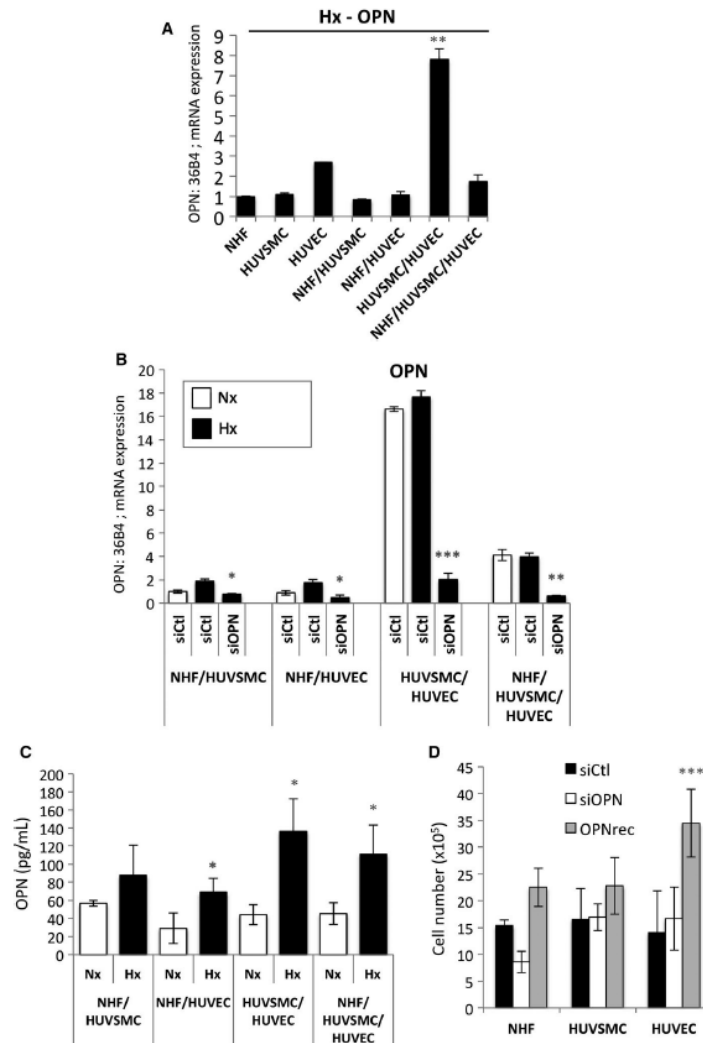 A
Hx - OPN
OPN: 36B4 ; mRNA expression
9
8
7
6
5
4
3
2
1
0
**
NHF
HUVSMC
HUVEC
NHF/HUVSMC
NHF/HUVEC
HUVSMC/HUVEC
NHF/HUVSMC/HUVEC
B
OPN
OPN: 36B4 ; mRNA expression
20
18
16
14
12
10
8
6
4
2
0
Nx
Hx
* * *** **
siCtl siCtl siOPN siCtl siCtl siOPN siCtl siCtl siOPN siCtl siCtl siOPN
NHF/HUVSMC NHF/HUVEC HUVSMC/ NHF/
HUVEC HUVSMC/
HUVEC
C
OPN (pg/mL)
200
180
160
140
120
100
80
60
40
20
0
* * *
Nx Hx Nx Hx Nx Hx Nx Hx
NHF/ NHF/HUVEC HUVSMC/ NHF/
HUVSMC HUVEC HUVSMC/
HUVEC
D
siCtl
siOPN
OPNrec
Cell number (x10⁵)
45
40
35
30
25
20
15
10
5
0
***
NHF HUVSMC HUVEC